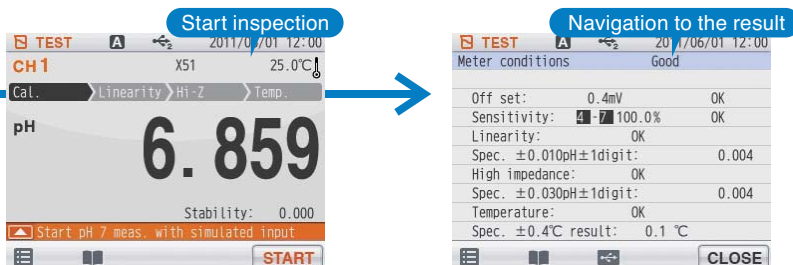 Start inspection
TEST A 2 2011/06/01 12:00
CH1 X51 25.0℃
Cal. Linearity Hi-Z Temp.
pH 6.859
Stability: 0.000
Start pH 7 meas. with simulated input
START
Navigation to the result
TEST A 2 2011/06/01 12:00
Meter conditions Good
Off set: 0.4mV OK
Sensitivity: 4-7 100.0% OK
Linearity: OK
Spec. ±0.010pH±1digit: 0.004
High impedance: OK
Spec. ±0.030pH±1digit: 0.004
Temperature: OK
Spec. ±0.4℃ result: 0.1 ℃
CLOSE